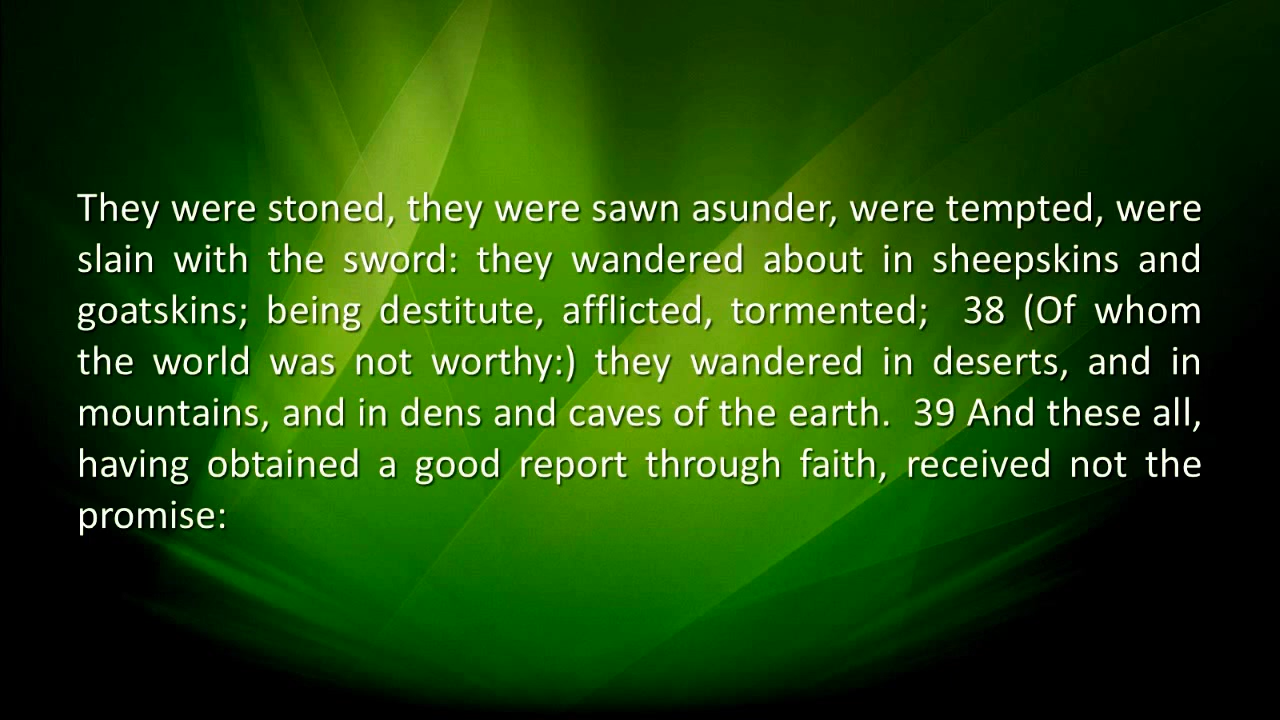 They were stoned, they were sawn asunder, were tempted, were
slain with the sword: they wandered about in sheepskins and
goatskins; being destitute, afflicted, tormented;  38 (Of whom
the world was not worthy:) they wandered in deserts, and in
mountains, and in dens and caves of the earth.  39 And these all,
having obtained a good report through faith, received not the
promise: